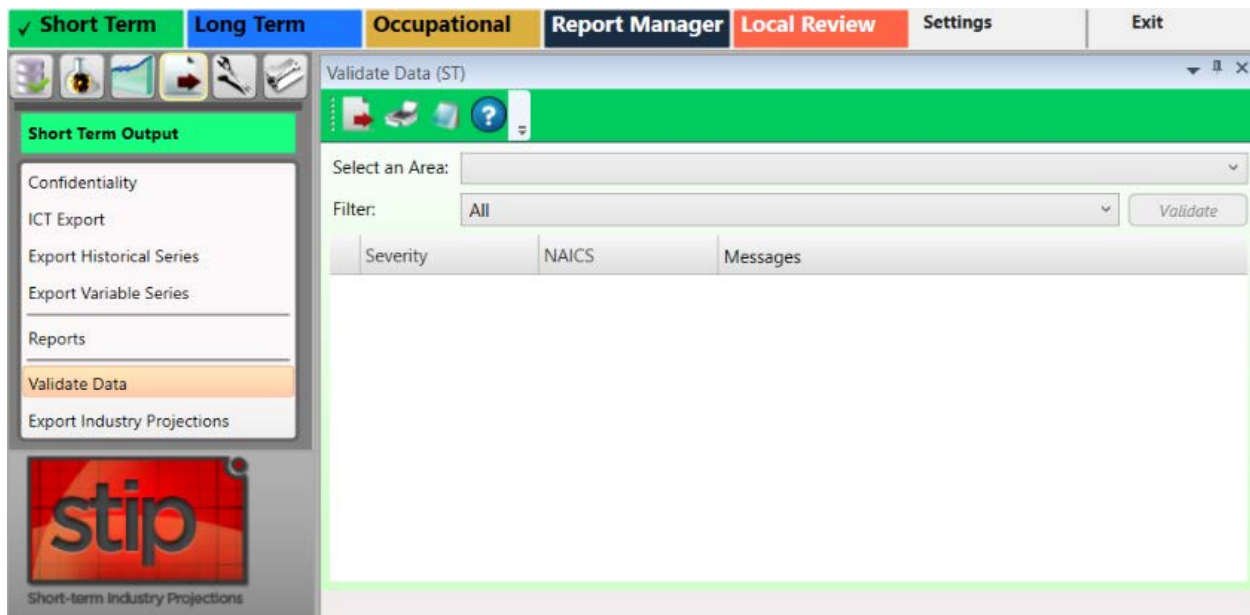 ✓ Short Term Long Term Occupational Report Manager Local Review Settings Exit
Validate Data (ST)
Short Term Output
Confidentiality
ICT Export
Export Historical Series
Export Variable Series
Reports
Validate Data
Export Industry Projections
stip
Short-term Industry Projections
Select an Area:
Filter: All Validate
Severity NAICS Messages